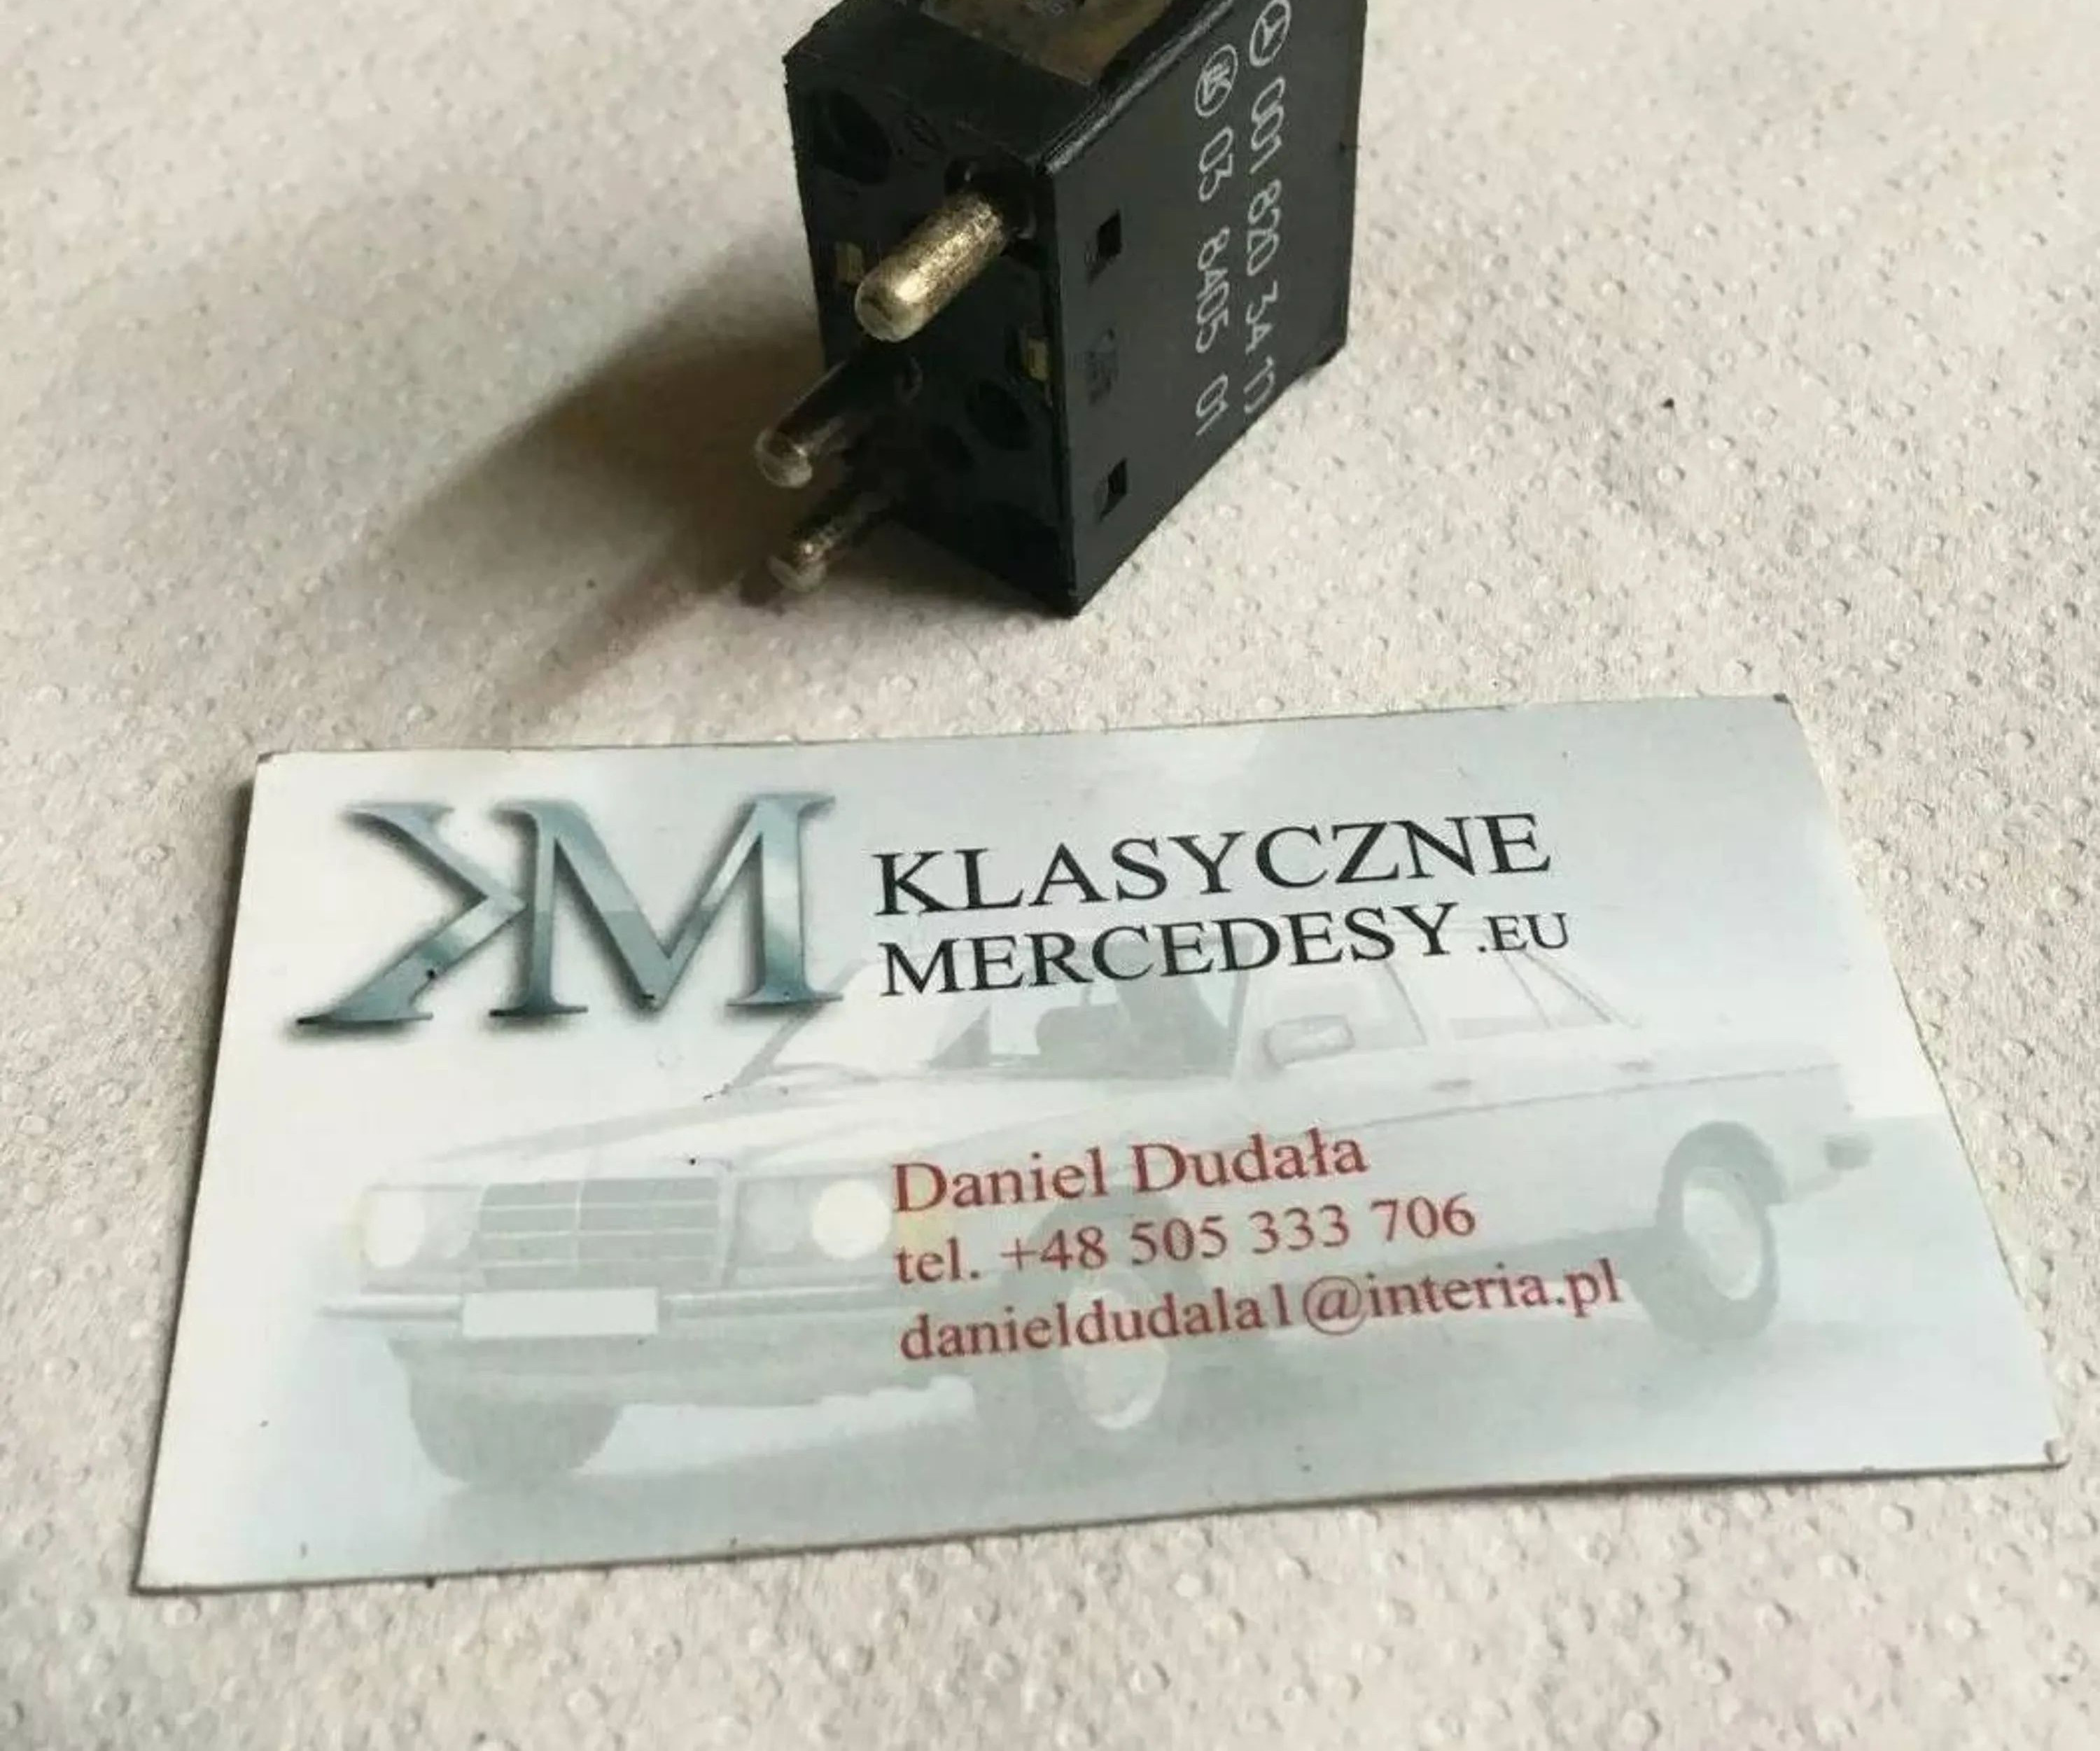 001 820 34 11
03 8405 01
KM KLASYCZNE
MERCEDESY.EU
Daniel Dudała
tel. +48 505 333 706
danieldudala1@interia.pl